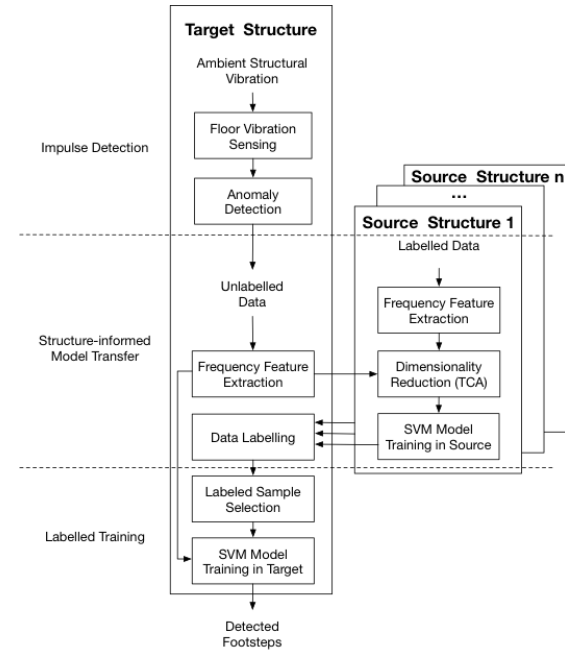 Target Structure
Ambient Structural
Vibration
Impulse Detection
Floor Vibration
Sensing
Anomaly
Detection
Source Structure n
...
Source Structure 1
Labelled Data
Unlabelled
Data
Frequency Feature
Extraction
Structure-informed
Model Transfer
Frequency Feature
Extraction
Dimensionality
Reduction (TCA)
Data Labelling
SVM Model
Training in Source
Labeled Sample
Selection
Labelled Training
SVM Model
Training in Target
Detected
Footsteps